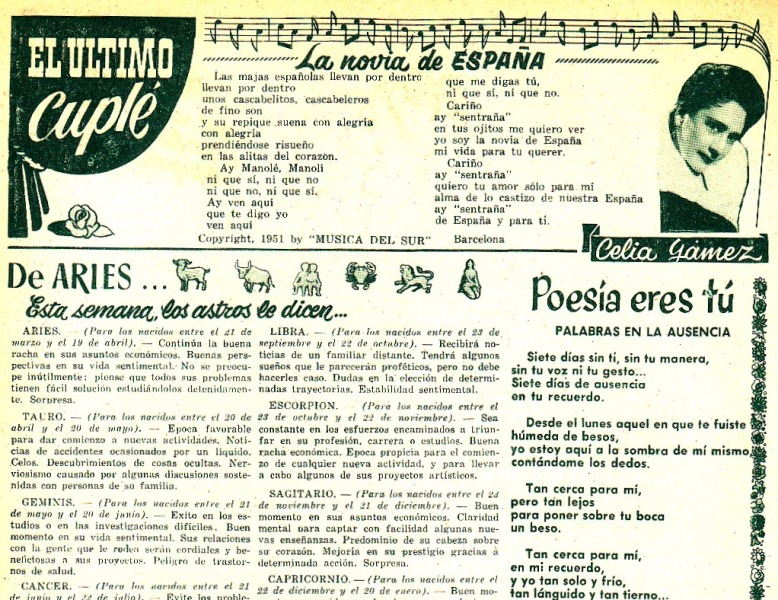 EL ULTIMO
Cuplé
La novia de ESPAÑA
Las majas españolas llevan por dentro
llevan por dentro
unos cascabelitos, cascabeleros
de fino son
y su repique suena con alegría
con alegría
prendiéndose risueño
en las alitas del corazón.
Ay Manolé, Manolí
ni que sí, ni que no
ni que no, ni que sí.
Ay ven aquí
que te digo yo
ven aquí
que me digas tú,
ni que sí, ni que no.
Cariño
ay "sentraña"
en tus ojitos me quiero ver
yo soy la novia de España
mi vida para tu querer.
Cariño
ay "sentraña"
quiero tu amor sólo para mí
alma de lo castizo de nuestra España
ay "sentraña"
de España y para tí.
Copyright, 1951 by "MUSICA DEL SUR" Barcelona
Celia Gámez
De ARIES...
Esta semana, los astros le dicen...
ARIES. — (Para los nacidos entre el 21 de
marzo y el 19 de abril). — Continúa la buena
racha en sus asuntos económicos. Buenas pers-
pectivas en su vida sentimental. No se preocu-
pe inútilmente: piense que todos sus problemas
tienen fácil solución estudiándolos detenidamen-
te. Sorpresa.
TAURO. — (Para los nacidos entre el 20 de
abril y el 20 de mayo). — Epoca favorable
para dar comienzo a nuevas actividades. Noti-
cias de accidentes ocasionados por un líquido.
Celos. Descubrimientos de cosas ocultas. Ner-
viosismo causado por algunas discusiones soste-
nidas con personas de su familia.
GEMINIS. — (Para los nacidos entre el 21
de mayo y el 20 de junio). — Exito en los es-
tudios o en las investigaciones difíciles. Buen
momento en su vida sentimental. Sus relaciones
con la gente que le rodea serán cordiales y be-
neficiosas a sus proyectos. Peligro de trastor-
nos de salud.
CANCER. — (Para los nacidos entre el 21
de junio y el 22 de julio). — Evite los proble-
LIBRA. — (Para los nacidos entre el 23 de
septiembre y el 22 de octubre). — Recibirá no-
ticias de un familiar distante. Tendrá algunos
sueños que le parecerán proféticos, pero no debe
hacerles caso. Dudas en la elección de determi-
nadas trayectorias. Estabilidad sentimental.
ESCORPION. — (Para los nacidos entre el
23 de octubre y el 22 de noviembre). — Sea
constante en los esfuerzos encaminados a triun-
far en su profesión, carrera o estudios. Buena
racha económica. Epoca propicia para el comien-
zo de cualquier nueva actividad, y para llevar
a cabo algunos de sus proyectos artísticos.
SAGITARIO. — (Para los nacidos entre el 23
de noviembre y el 21 de diciembre). — Buen
momento en sus asuntos económicos. Claridad
mental para captar con facilidad algunas nue-
vas enseñanzas. Predominio de su cabeza sobre
su corazón. Mejoría en su prestigio gracias á
determinada acción. Sorpresa.
CAPRICORNIO. — (Para los nacidos entre el
22 de diciembre y el 20 de enero). — Buen mo-
Poesía eres tú
PALABRAS EN LA AUSENCIA
Siete días sin tí, sin tu manera,
sin tu voz ni tu gesto...
Siete días de ausencia
en tu recuerdo.
Desde el lunes aquel en que te fuiste
húmeda de besos,
yo estoy aquí a la sombra de mí mismo,
contándome los dedos.
Tan cerca para mí,
pero tan lejos
para poner sobre tu boca
un beso.
Tan cerca para mí,
en mi recuerdo,
y yo tan solo y frío,
tan lánguido y tan tierno...